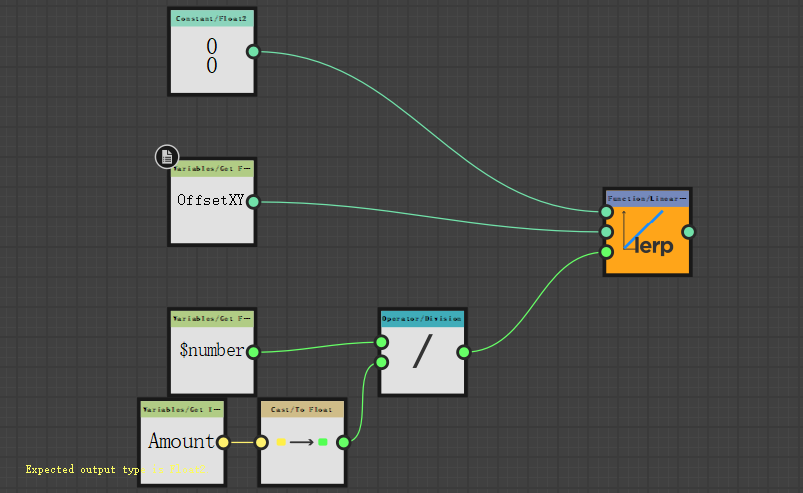 Constant/Float2
0
0
Variables/Get F…
OffsetXY
Function/Linear…
lerp
Variables/Get F…
$number
Operator/Division
/
Variables/Get I…
Amount
Cast/To Float
Expected output type is Float2